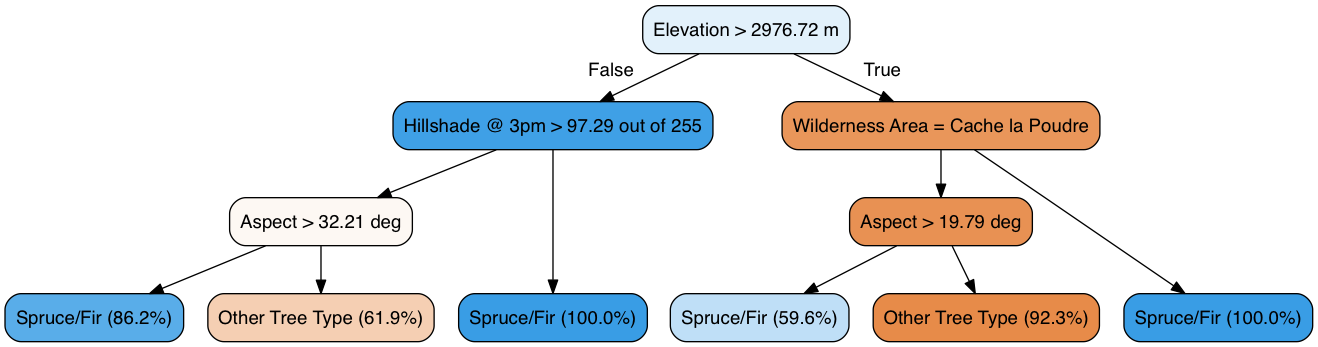 Elevation > 2976.72 m
False
True
Hillshade @ 3pm > 97.29 out of 255
Wilderness Area = Cache la Poudre
Aspect > 32.21 deg
Aspect > 19.79 deg
Spruce/Fir (86.2%)
Other Tree Type (61.9%)
Spruce/Fir (100.0%)
Spruce/Fir (59.6%)
Other Tree Type (92.3%)
Spruce/Fir (100.0%)